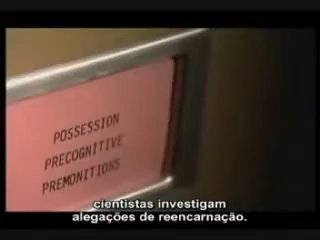 POSSESSION
PRECOGNITIVE
PREMONITIONS
cientistas investigam
alegações de reencarnação.